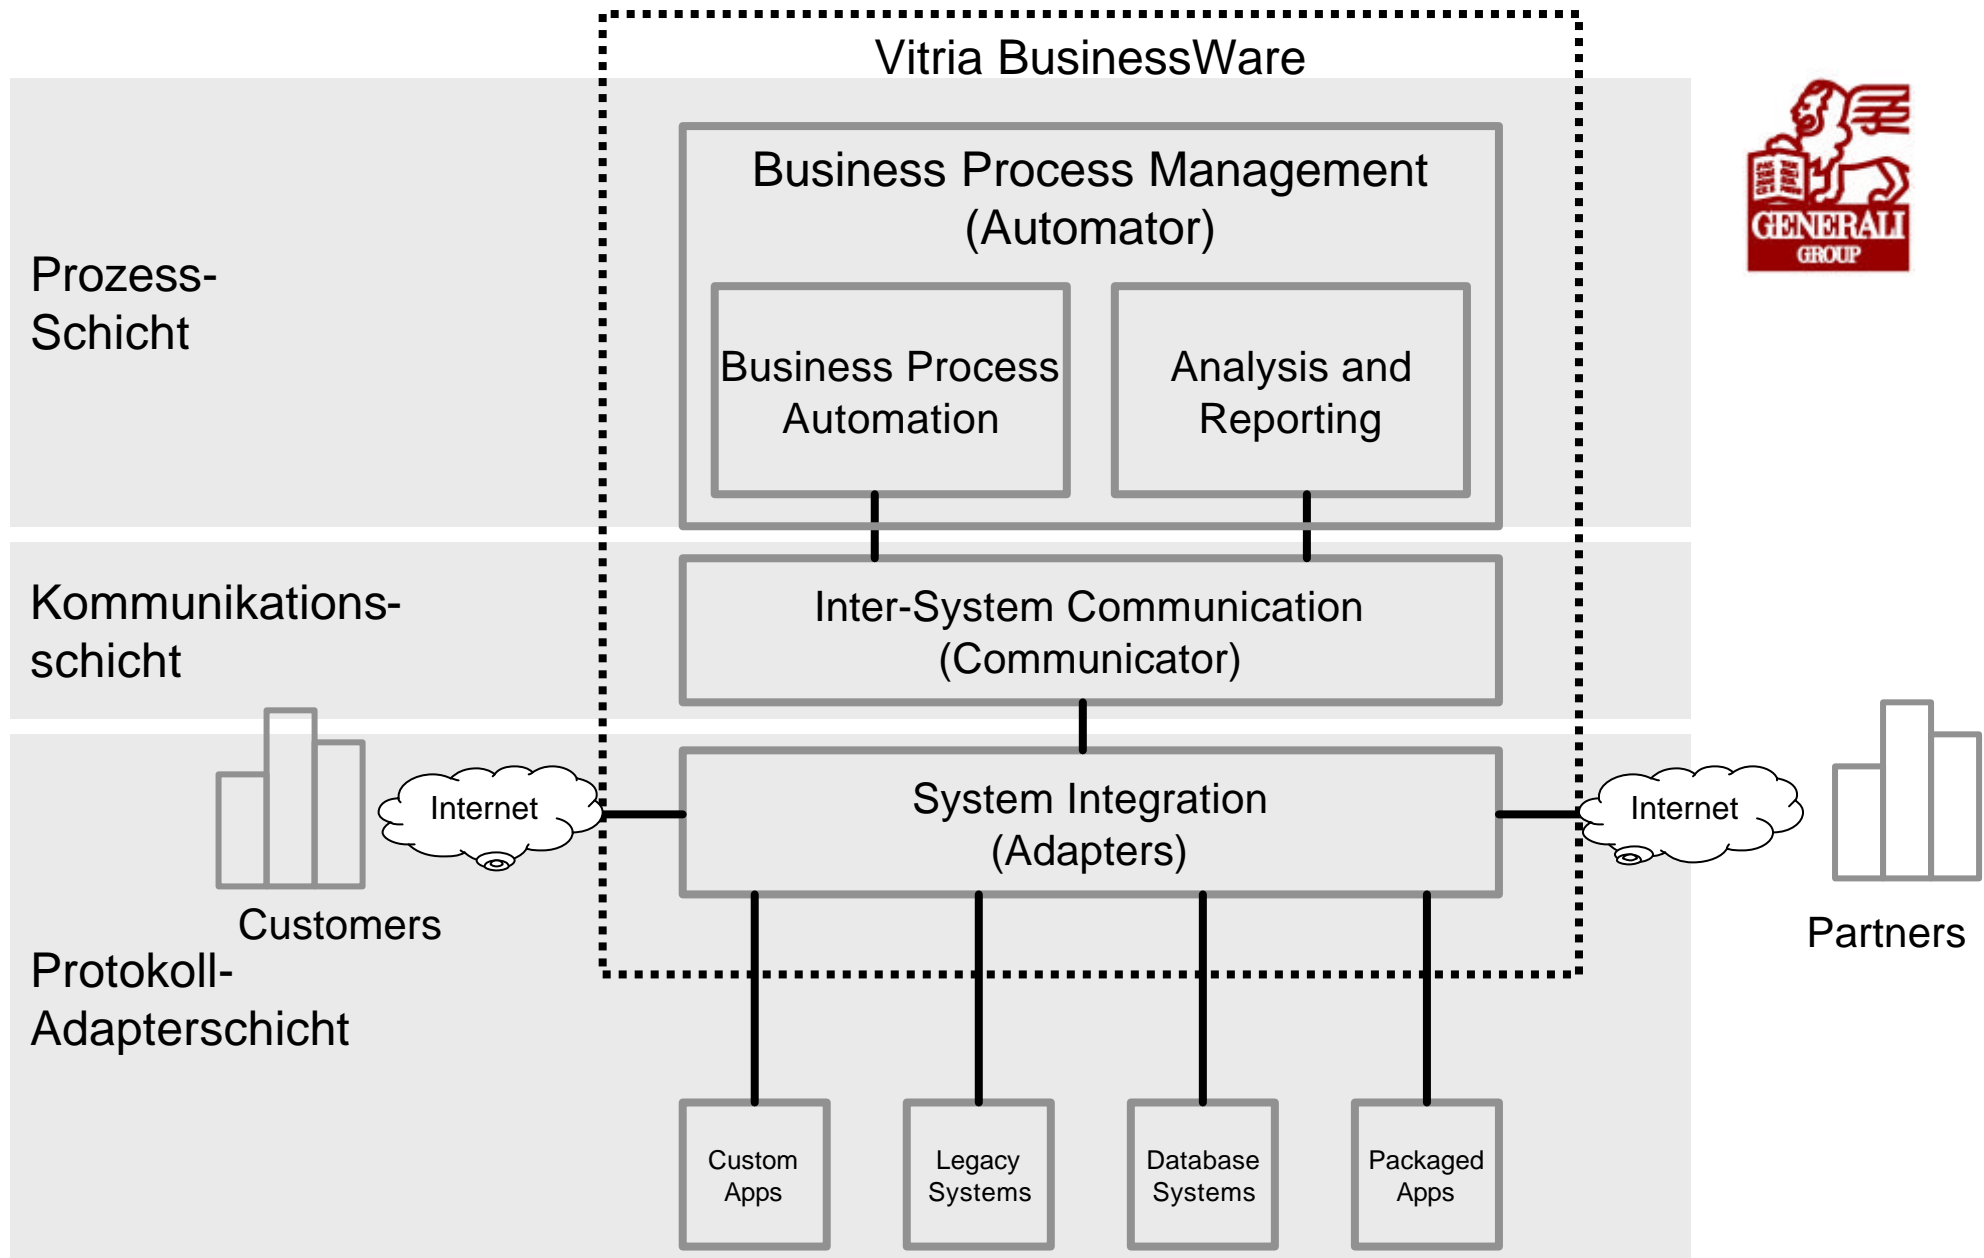 Vitria BusinessWare
Business Process Management
(Automator)
GENERALI
GROUP
Prozess-
Schicht
Business Process
Automation
Analysis and
Reporting
Kommunikations-
schicht
Inter-System Communication
(Communicator)
Internet
System Integration
(Adapters)
Internet
Customers
Partners
Protokoll-
Adapterschicht
Custom
Apps
Legacy
Systems
Database
Systems
Packaged
Apps